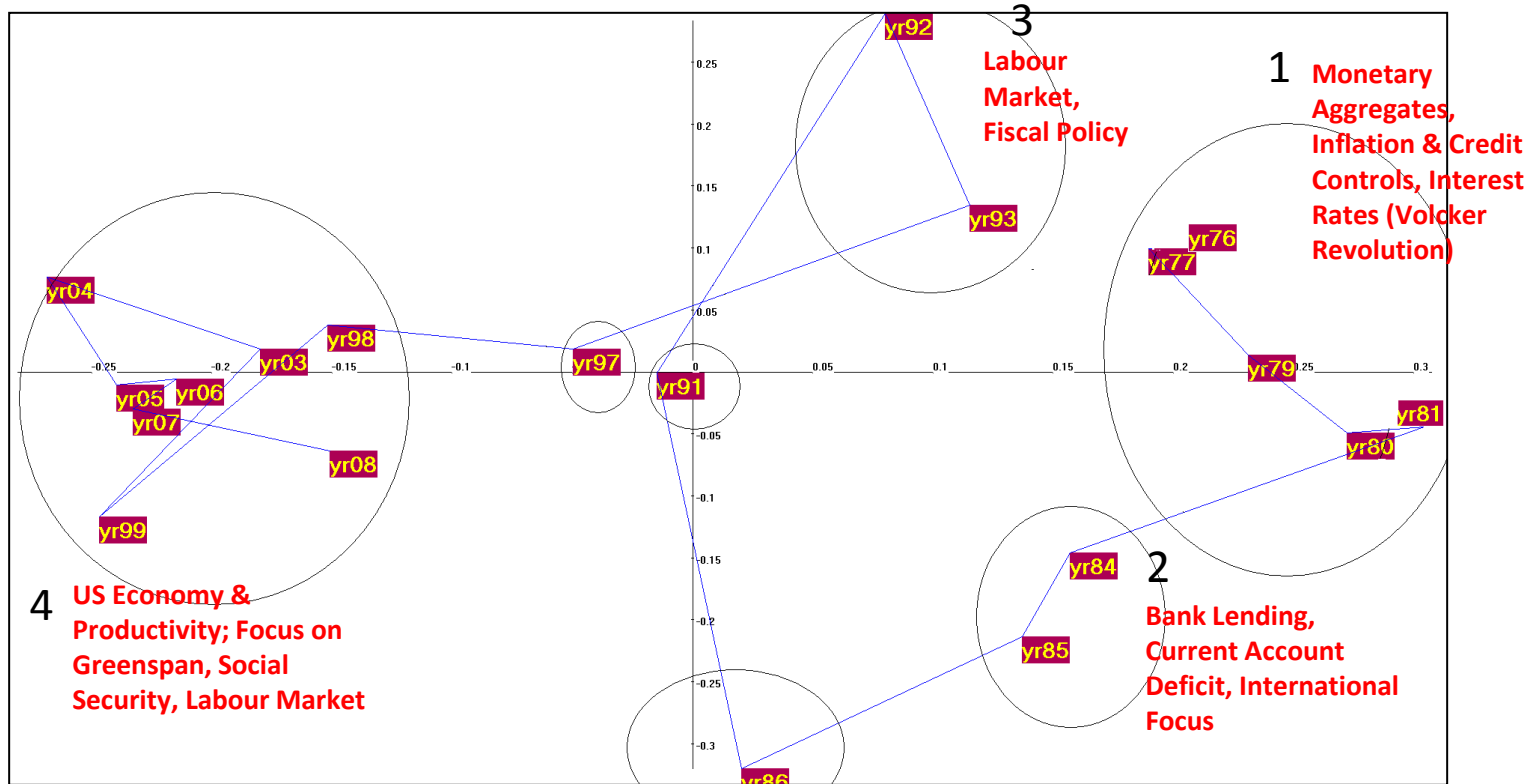 3
Labour
Market,
Fiscal Policy
1
Monetary
Aggregates,
Inflation & Credit
Controls, Interest
Rates (Volcker
Revolution)
yr92
0.25
0.2
0.15
yr93
0.1
yr76
yr77
0.05
yr04
yr98
yr03
yr97
yr79
-0.25
-0.2
-0.15
-0.1
0
0.05
0.1
0.15
0.2
0.25
0.3
yr05
yr06
yr91
yr07
yr81
yr80
-0.05
yr08
-0.1
yr99
-0.15
yr84
2
4
US Economy &
Productivity; Focus on
Greenspan, Social
Security, Labour Market
-0.2
yr85
Bank Lending,
Current Account
Deficit, International
Focus
-0.25
-0.3
yr86